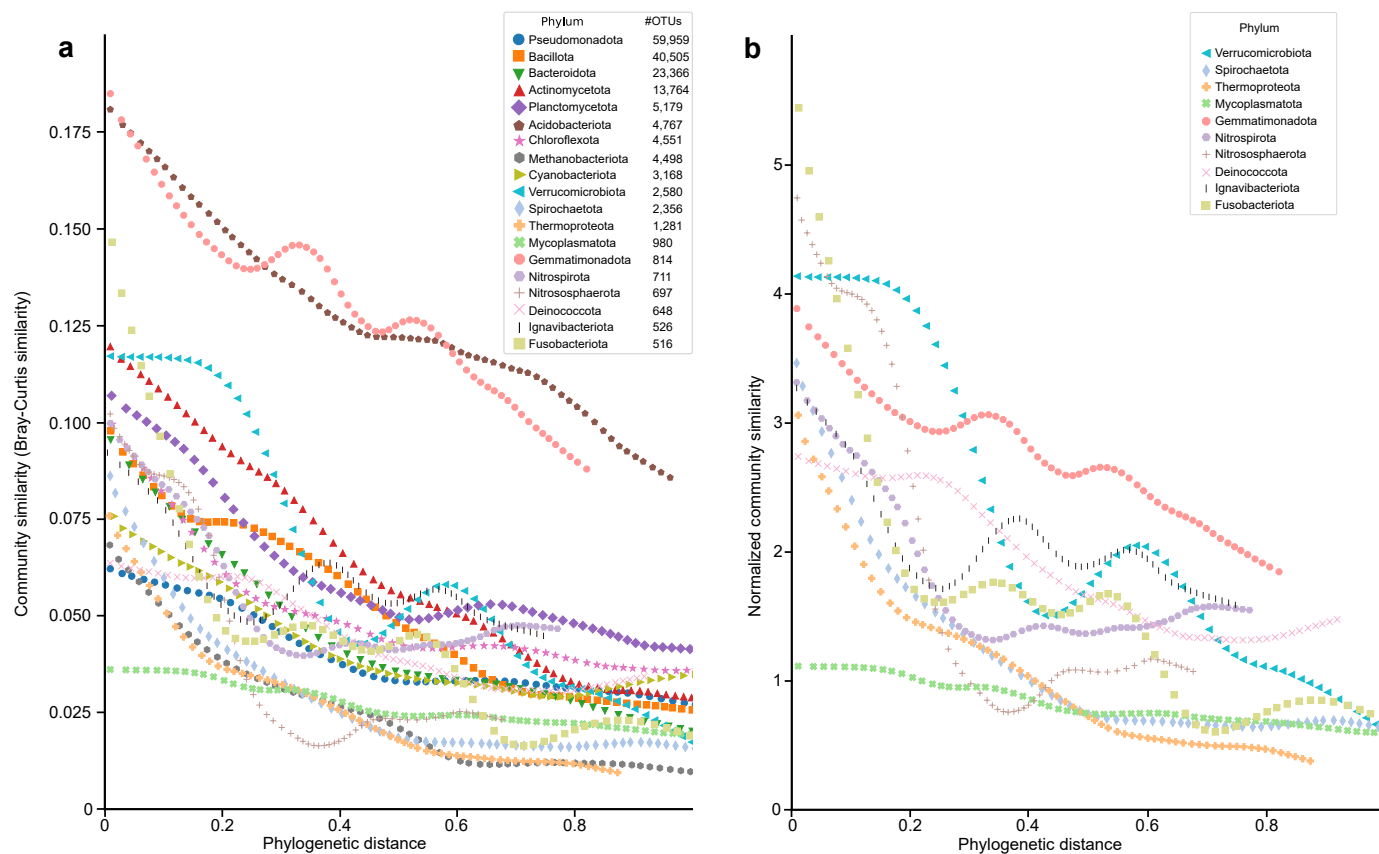 a
Phylum #OTUs
Pseudomonadota 59,959
Bacillota 40,505
Bacteroidota 23,366
Actinomycetota 13,764
Planctomycetota 5,179
Acidobacteriota 4,767
Chloroflexota 4,551
Methanobacteriota 4,498
Cyanobacteriota 3,168
Verrucomicrobiota 2,580
Spirochaetota 2,356
Thermoproteota 1,281
Mycoplasmatota 980
Gemmatimonadota 814
Nitrospirota 711
Nitrososphaerota 697
Deinococcota 648
Ignavibacteriota 526
Fusobacteriota 516
Community similarity (Bray-Curtis similarity)
0.175
0.150
0.125
0.100
0.075
0.050
0.025
0
0 0.2 0.4 0.6 0.8
Phylogenetic distance
b
Phylum
Verrucomicrobiota
Spirochaetota
Thermoproteota
Mycoplasmatota
Gemmatimonadota
Nitrospirota
Nitrososphaerota
Deinococcota
Ignavibacteriota
Fusobacteriota
Normalized community similarity
5
4
3
2
1
0
0 0.2 0.4 0.6 0.8
Phylogenetic distance